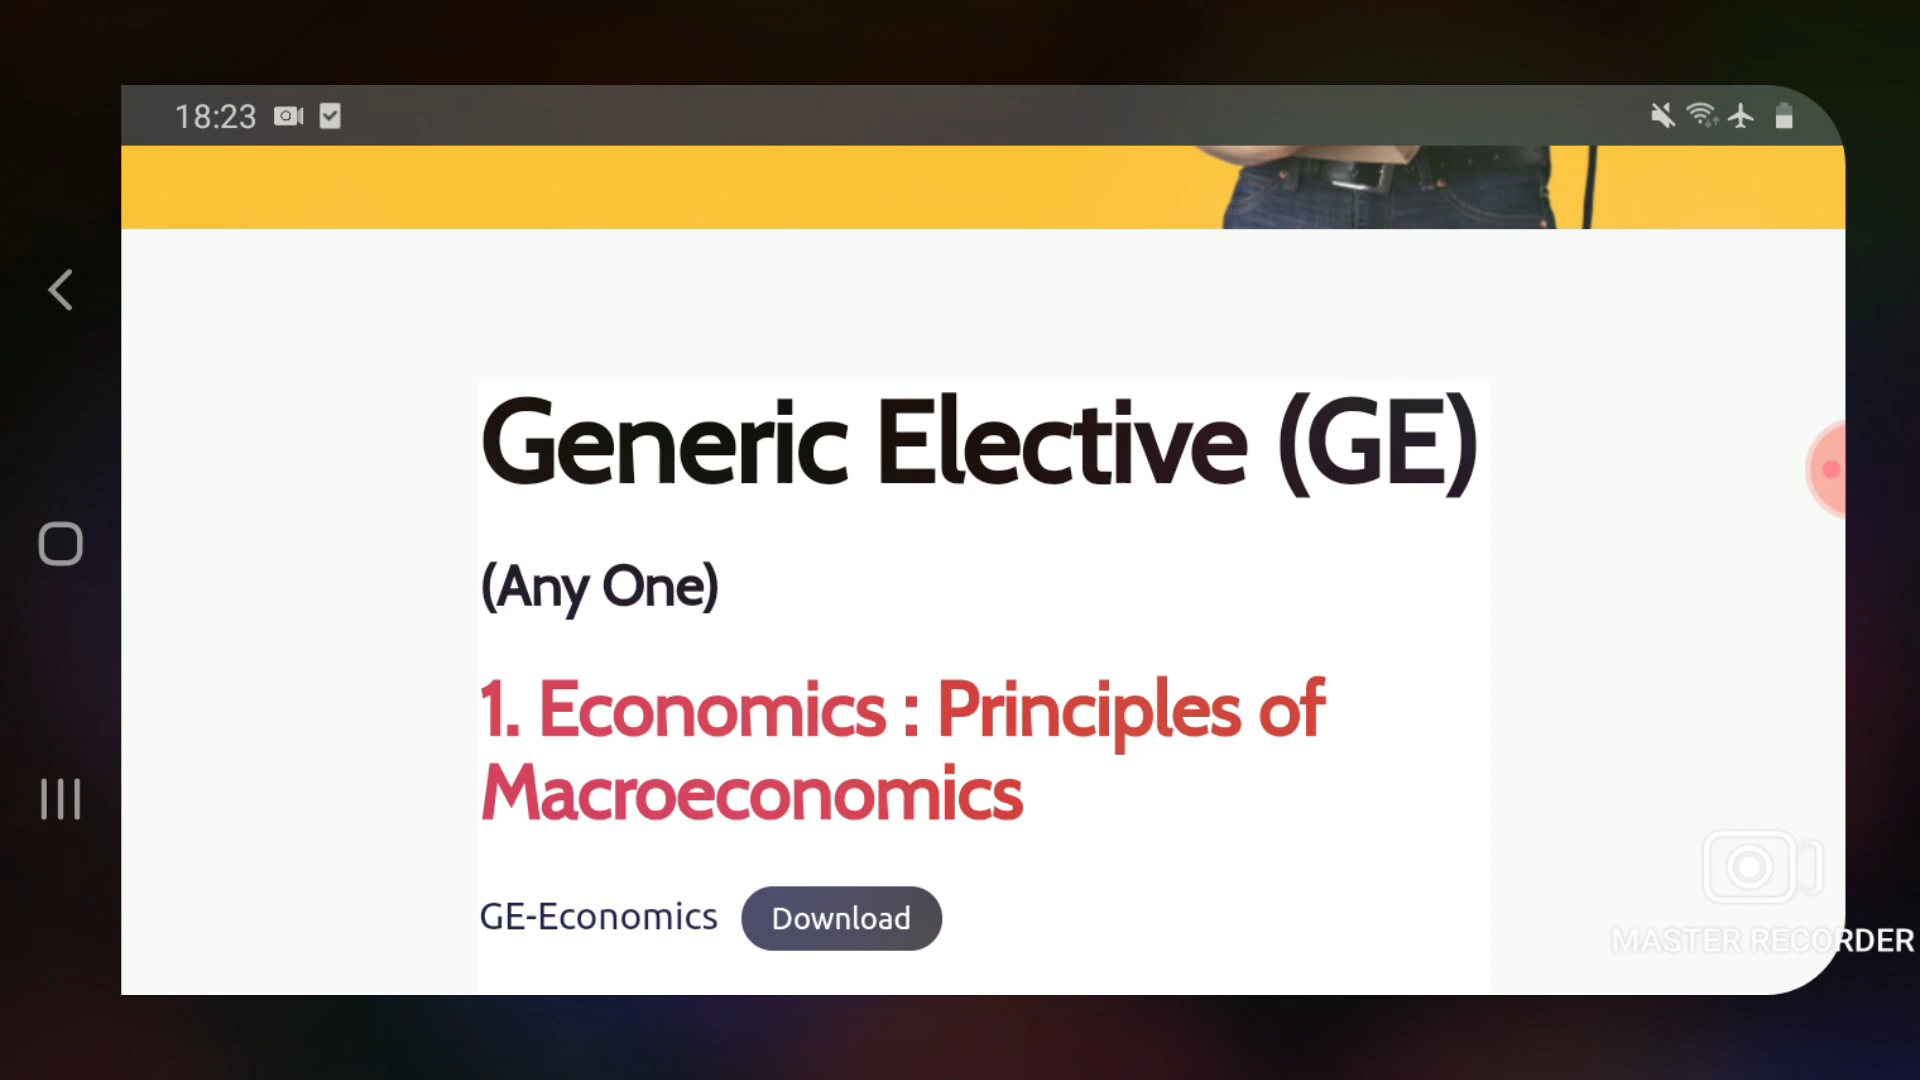 18:23
Generic Elective (GE)
(Any One)
1. Economics : Principles of
Macroeconomics
GE-Economics Download
MASTER RECORDER